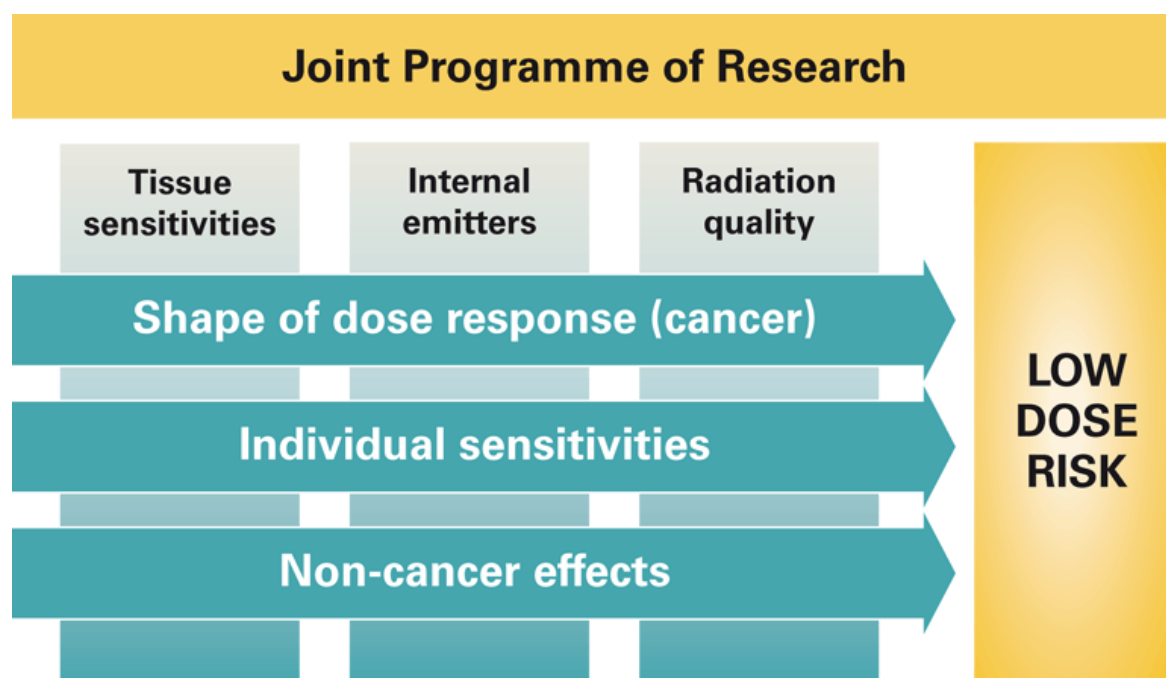 Joint Programme of Research
Tissue
sensitivities
Internal
emitters
Radiation
quality
Shape of dose response (cancer)
Individual sensitivities
Non-cancer effects
LOW
DOSE
RISK